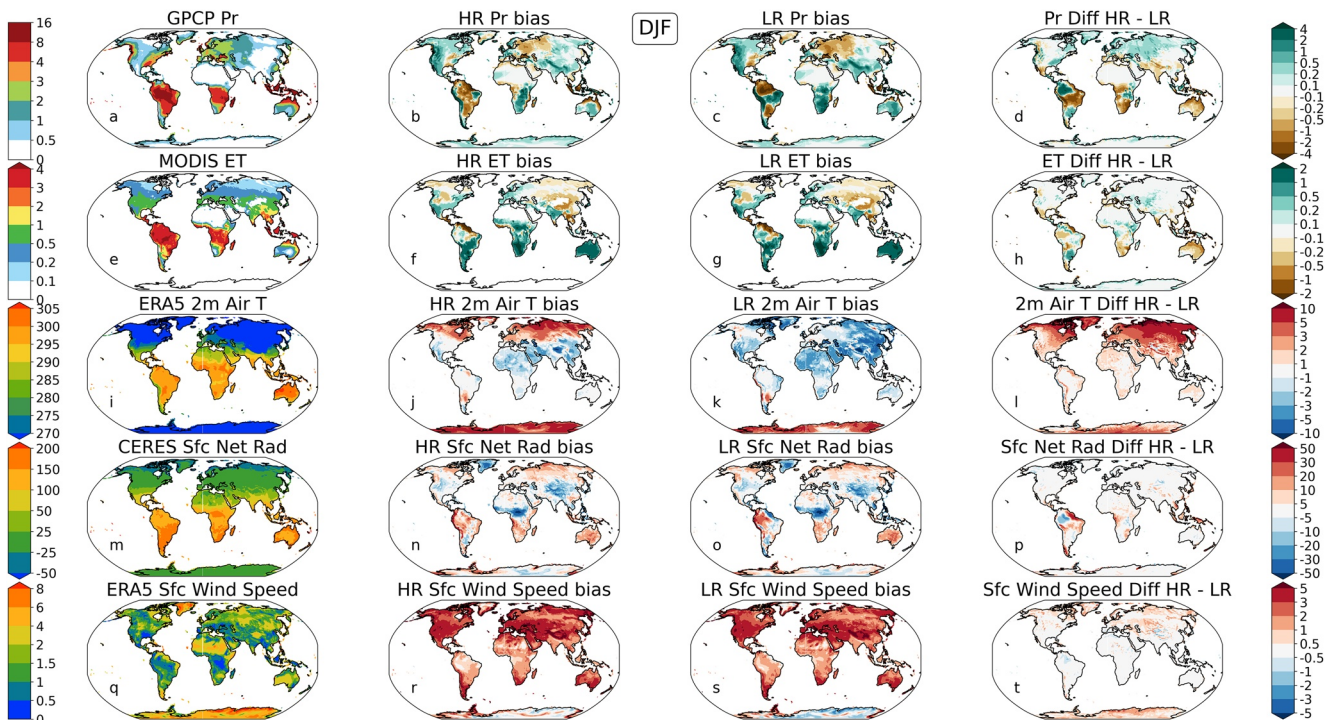 DJF
GPCP Pr
HR Pr bias
LR Pr bias
Pr Diff HR - LR
16
8
4
3
2
1
0.5
0
a
b
c
d
4
2
1
0.5
0.1
-0.1
-0.2
-0.5
-1
-2
-4
MODIS ET
HR ET bias
LR ET bias
ET Diff HR - LR
4
3
2
1
0.5
0.2
0.1
0
e
f
g
h
2
1
0.5
0.2
0.1
-0.1
-0.2
-0.5
-1
-2
ERA5 2m Air T
HR 2m Air T bias
LR 2m Air T bias
2m Air T Diff HR - LR
305
300
295
290
285
280
275
270
i
j
k
l
10
5
3
2
1
-1
-2
-3
-5
-10
CERES Sfc Net Rad
HR Sfc Net Rad bias
LR Sfc Net Rad bias
Sfc Net Rad Diff HR - LR
200
150
100
50
25
-25
-50
m
n
o
p
50
30
20
10
5
-5
-10
-20
-30
-50
ERA5 Sfc Wind Speed
HR Sfc Wind Speed bias
LR Sfc Wind Speed bias
Sfc Wind Speed Diff HR - LR
8
6
4
2
1.5
1
0.5
0
q
r
s
t
5
3
2
1
0.5
-0.5
-1
-2
-3
-5